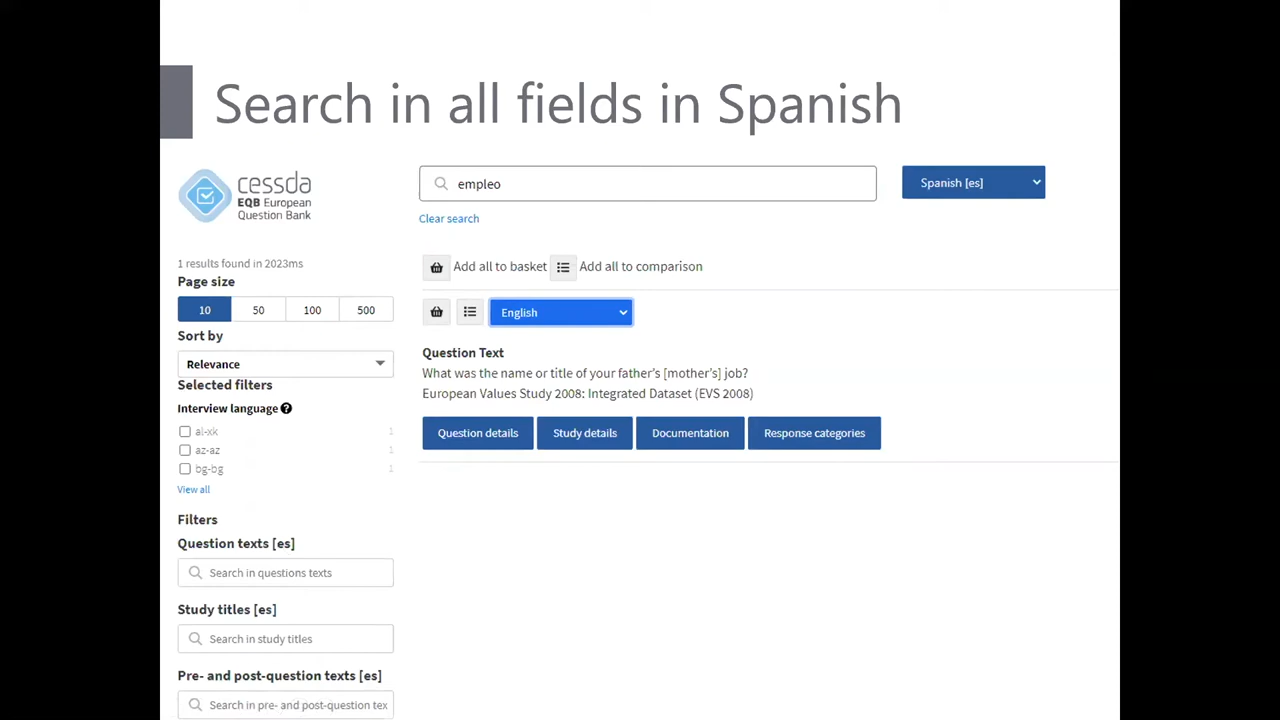 Search in all fields in Spanish
cessda
EQB European
Question Bank
empleo
Spanish [es]
Clear search
1 results found in 2023ms
Page size
10
50
100
500
Sort by
Relevance
Selected filters
Interview language ?
al-xk 1
az-az 1
bg-bg 1
View all
Filters
Question texts [es]
Search in questions texts
Study titles [es]
Search in study titles
Pre- and post-question texts [es]
Search in pre- and post-question tex
Add all to basket
Add all to comparison
English
Question Text
What was the name or title of your father's [mother's] job?
European Values Study 2008: Integrated Dataset (EVS 2008)
Question details
Study details
Documentation
Response categories